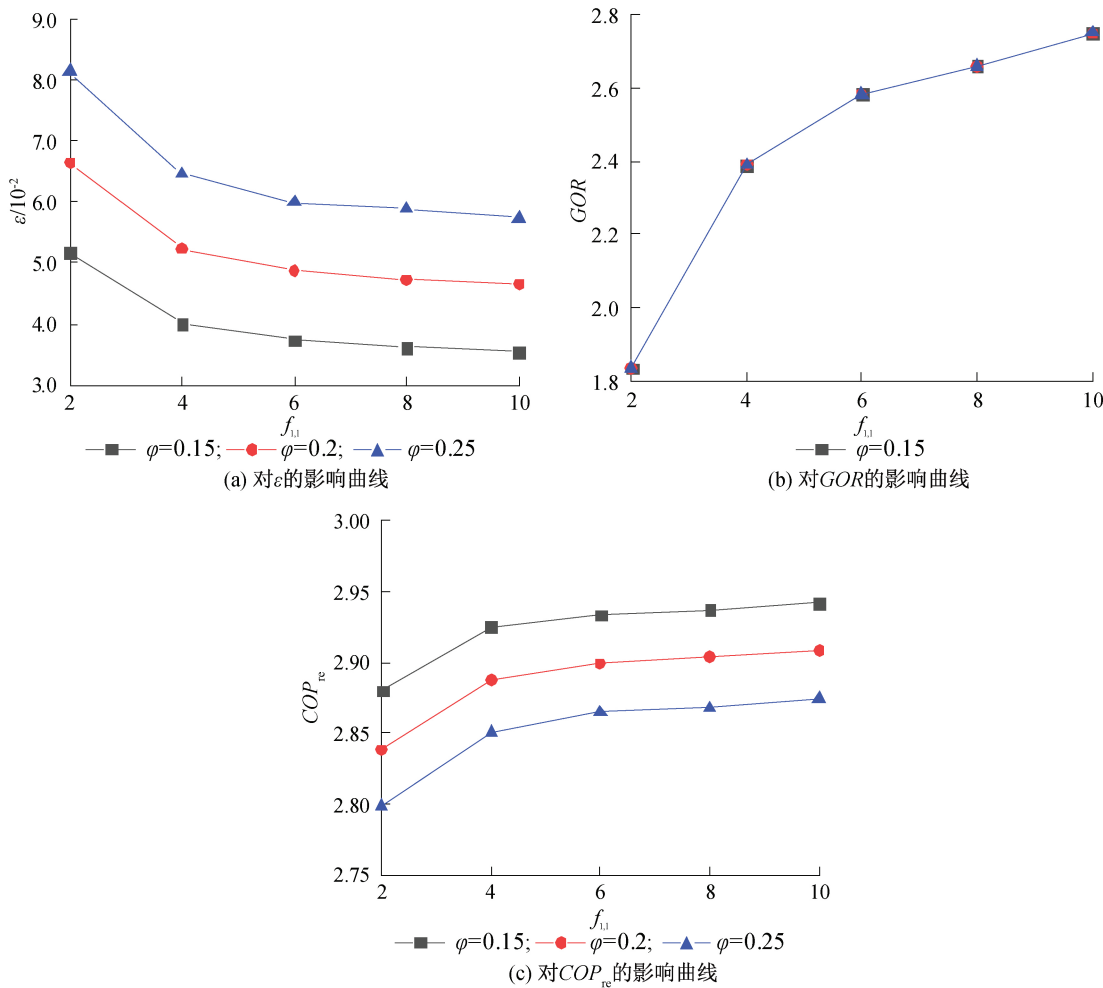 9.0
8.0
7.0
6.0
5.0
4.0
3.0
ε/10⁻²
2 4 6 8 10
f₁,₁
φ=0.15; φ=0.2; φ=0.25
(a) 对ε的影响曲线
2.8
2.6
2.4
2.2
2.0
1.8
GOR
2 4 6 8 10
f₁,₁
φ=0.15
(b) 对GOR的影响曲线
3.00
2.95
2.90
2.85
2.80
2.75
COPre
2 4 6 8 10
f₁,₁
φ=0.15; φ=0.2; φ=0.25
(c) 对COPre的影响曲线